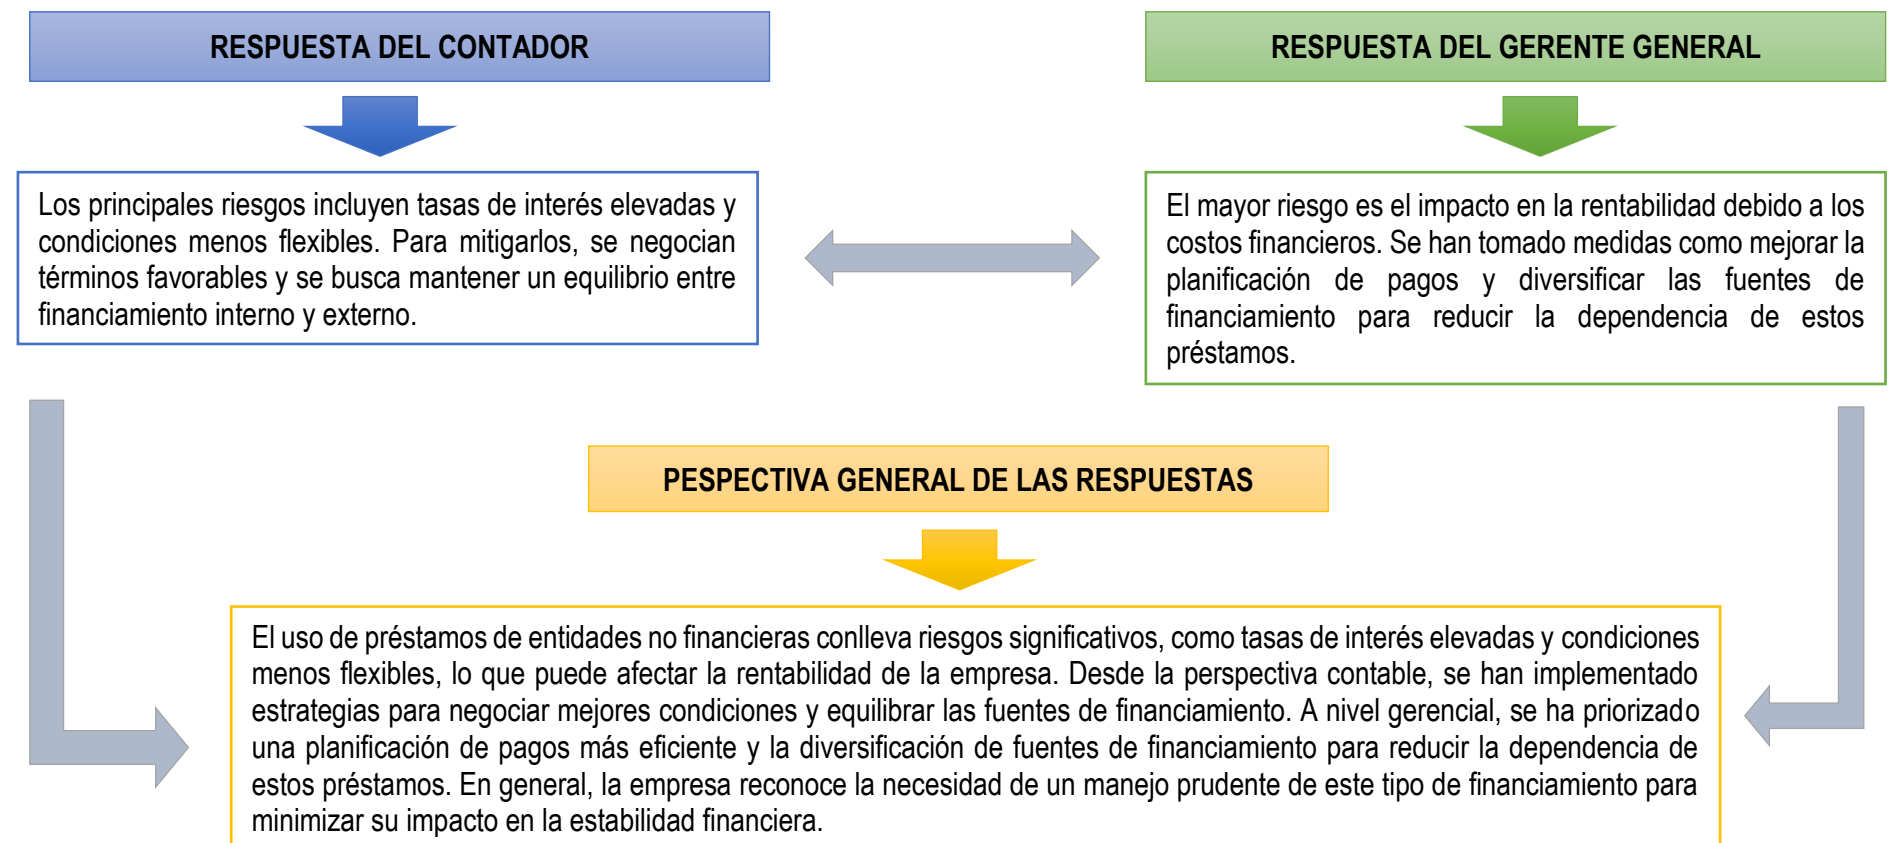 RESPUESTA DEL CONTADOR
Los principales riesgos incluyen tasas de interés elevadas y
condiciones menos flexibles. Para mitigarlos, se negocian
términos favorables y se busca mantener un equilibrio entre
financiamiento interno y externo.
RESPUESTA DEL GERENTE GENERAL
El mayor riesgo es el impacto en la rentabilidad debido a los
costos financieros. Se han tomado medidas como mejorar la
planificación de pagos y diversificar las fuentes de
financiamiento para reducir la dependencia de estos
préstamos.
PESPECTIVA GENERAL DE LAS RESPUESTAS
El uso de préstamos de entidades no financieras conlleva riesgos significativos, como tasas de interés elevadas y condiciones
menos flexibles, lo que puede afectar la rentabilidad de la empresa. Desde la perspectiva contable, se han implementado
estrategias para negociar mejores condiciones y equilibrar las fuentes de financiamiento. A nivel gerencial, se ha priorizado
una planificación de pagos más eficiente y la diversificación de fuentes de financiamiento para reducir la dependencia de
estos préstamos. En general, la empresa reconoce la necesidad de un manejo prudente de este tipo de financiamiento para
minimizar su impacto en la estabilidad financiera.